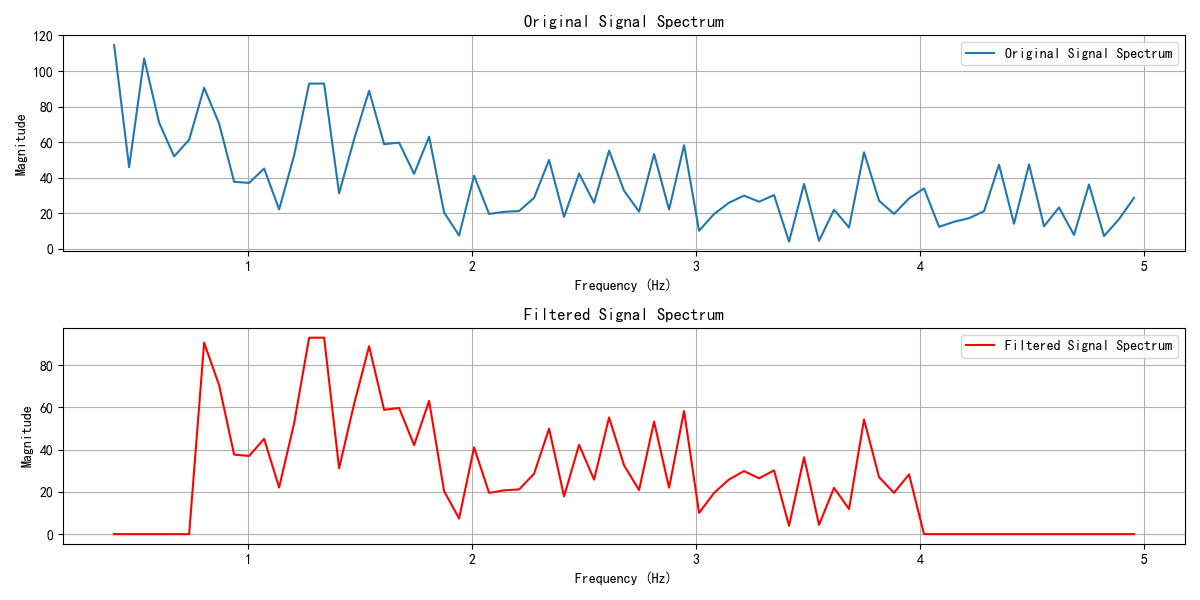 Original Signal Spectrum
120
100
80
60
40
20
0
Magnitude
Original Signal Spectrum
1 2 3 4 5
Frequency (Hz)
Filtered Signal Spectrum
80
60
40
20
0
Magnitude
Filtered Signal Spectrum
1 2 3 4 5
Frequency (Hz)